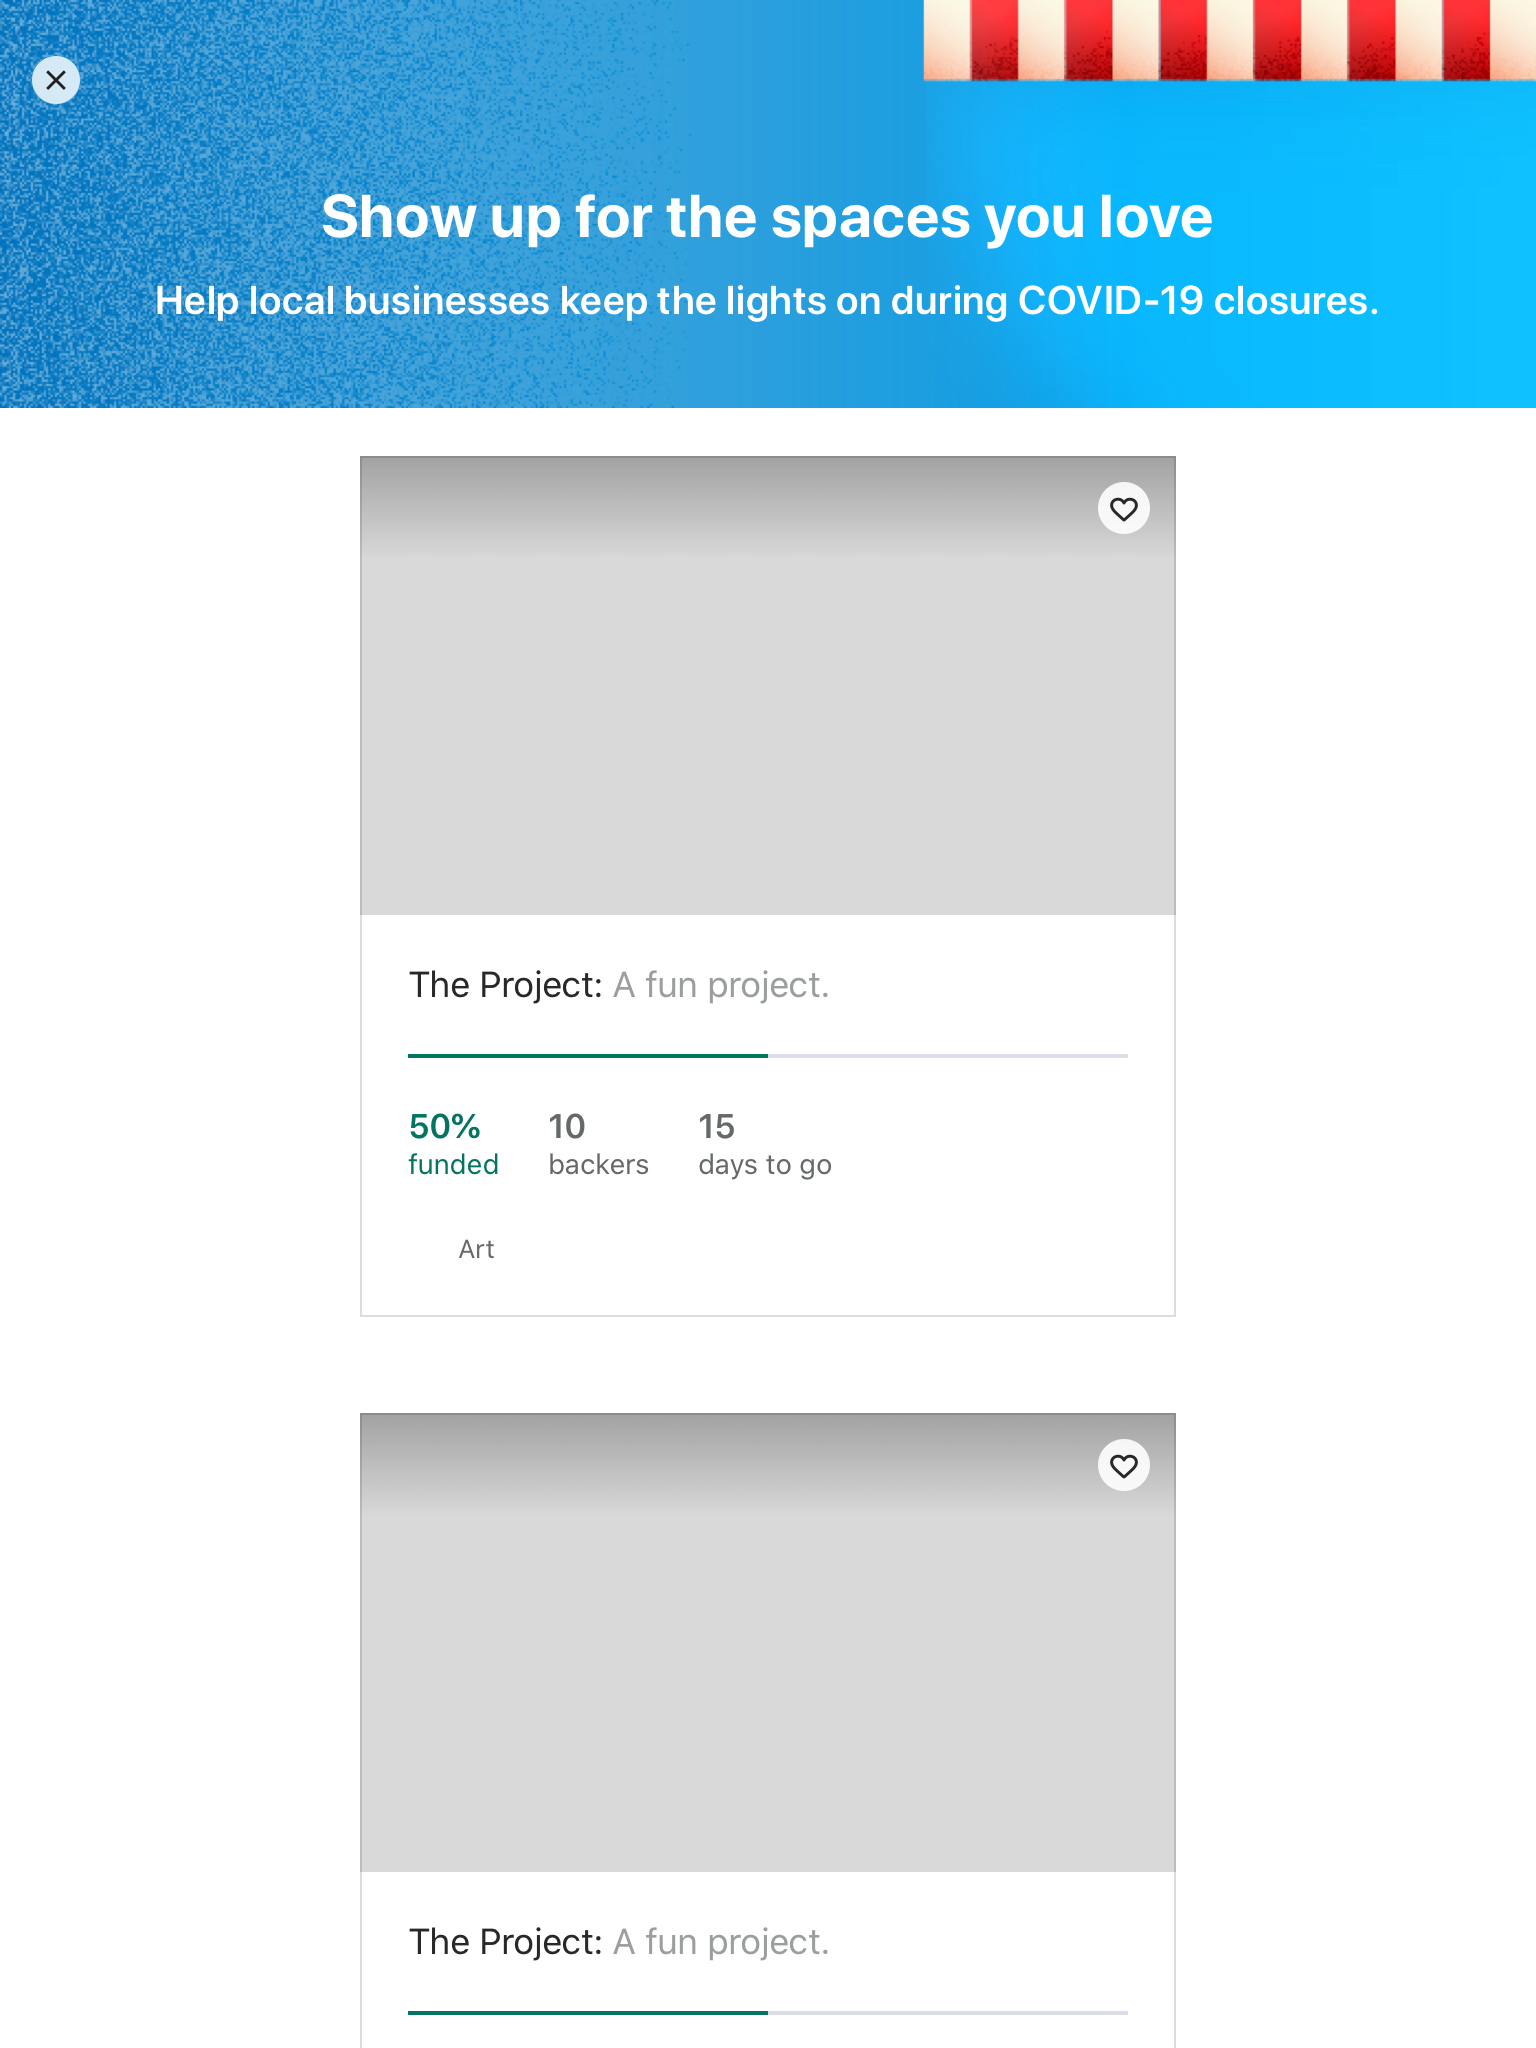 Show up for the spaces you love
Help local businesses keep the lights on during COVID-19 closures.
The Project: A fun project.
50% 10 15
funded backers days to go
Art
The Project: A fun project.